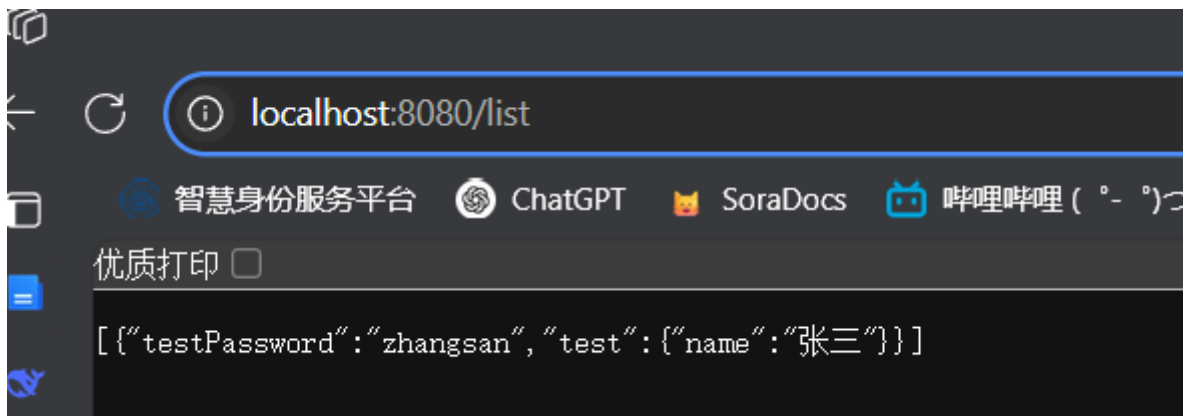 localhost:8080/list
智慧身份服务平台 ChatGPT SoraDocs 哔哩哔哩 ( ゜- ゜)つ
优质打印
[{"testPassword":"zhangsan","test":{"name":"张三"}}]